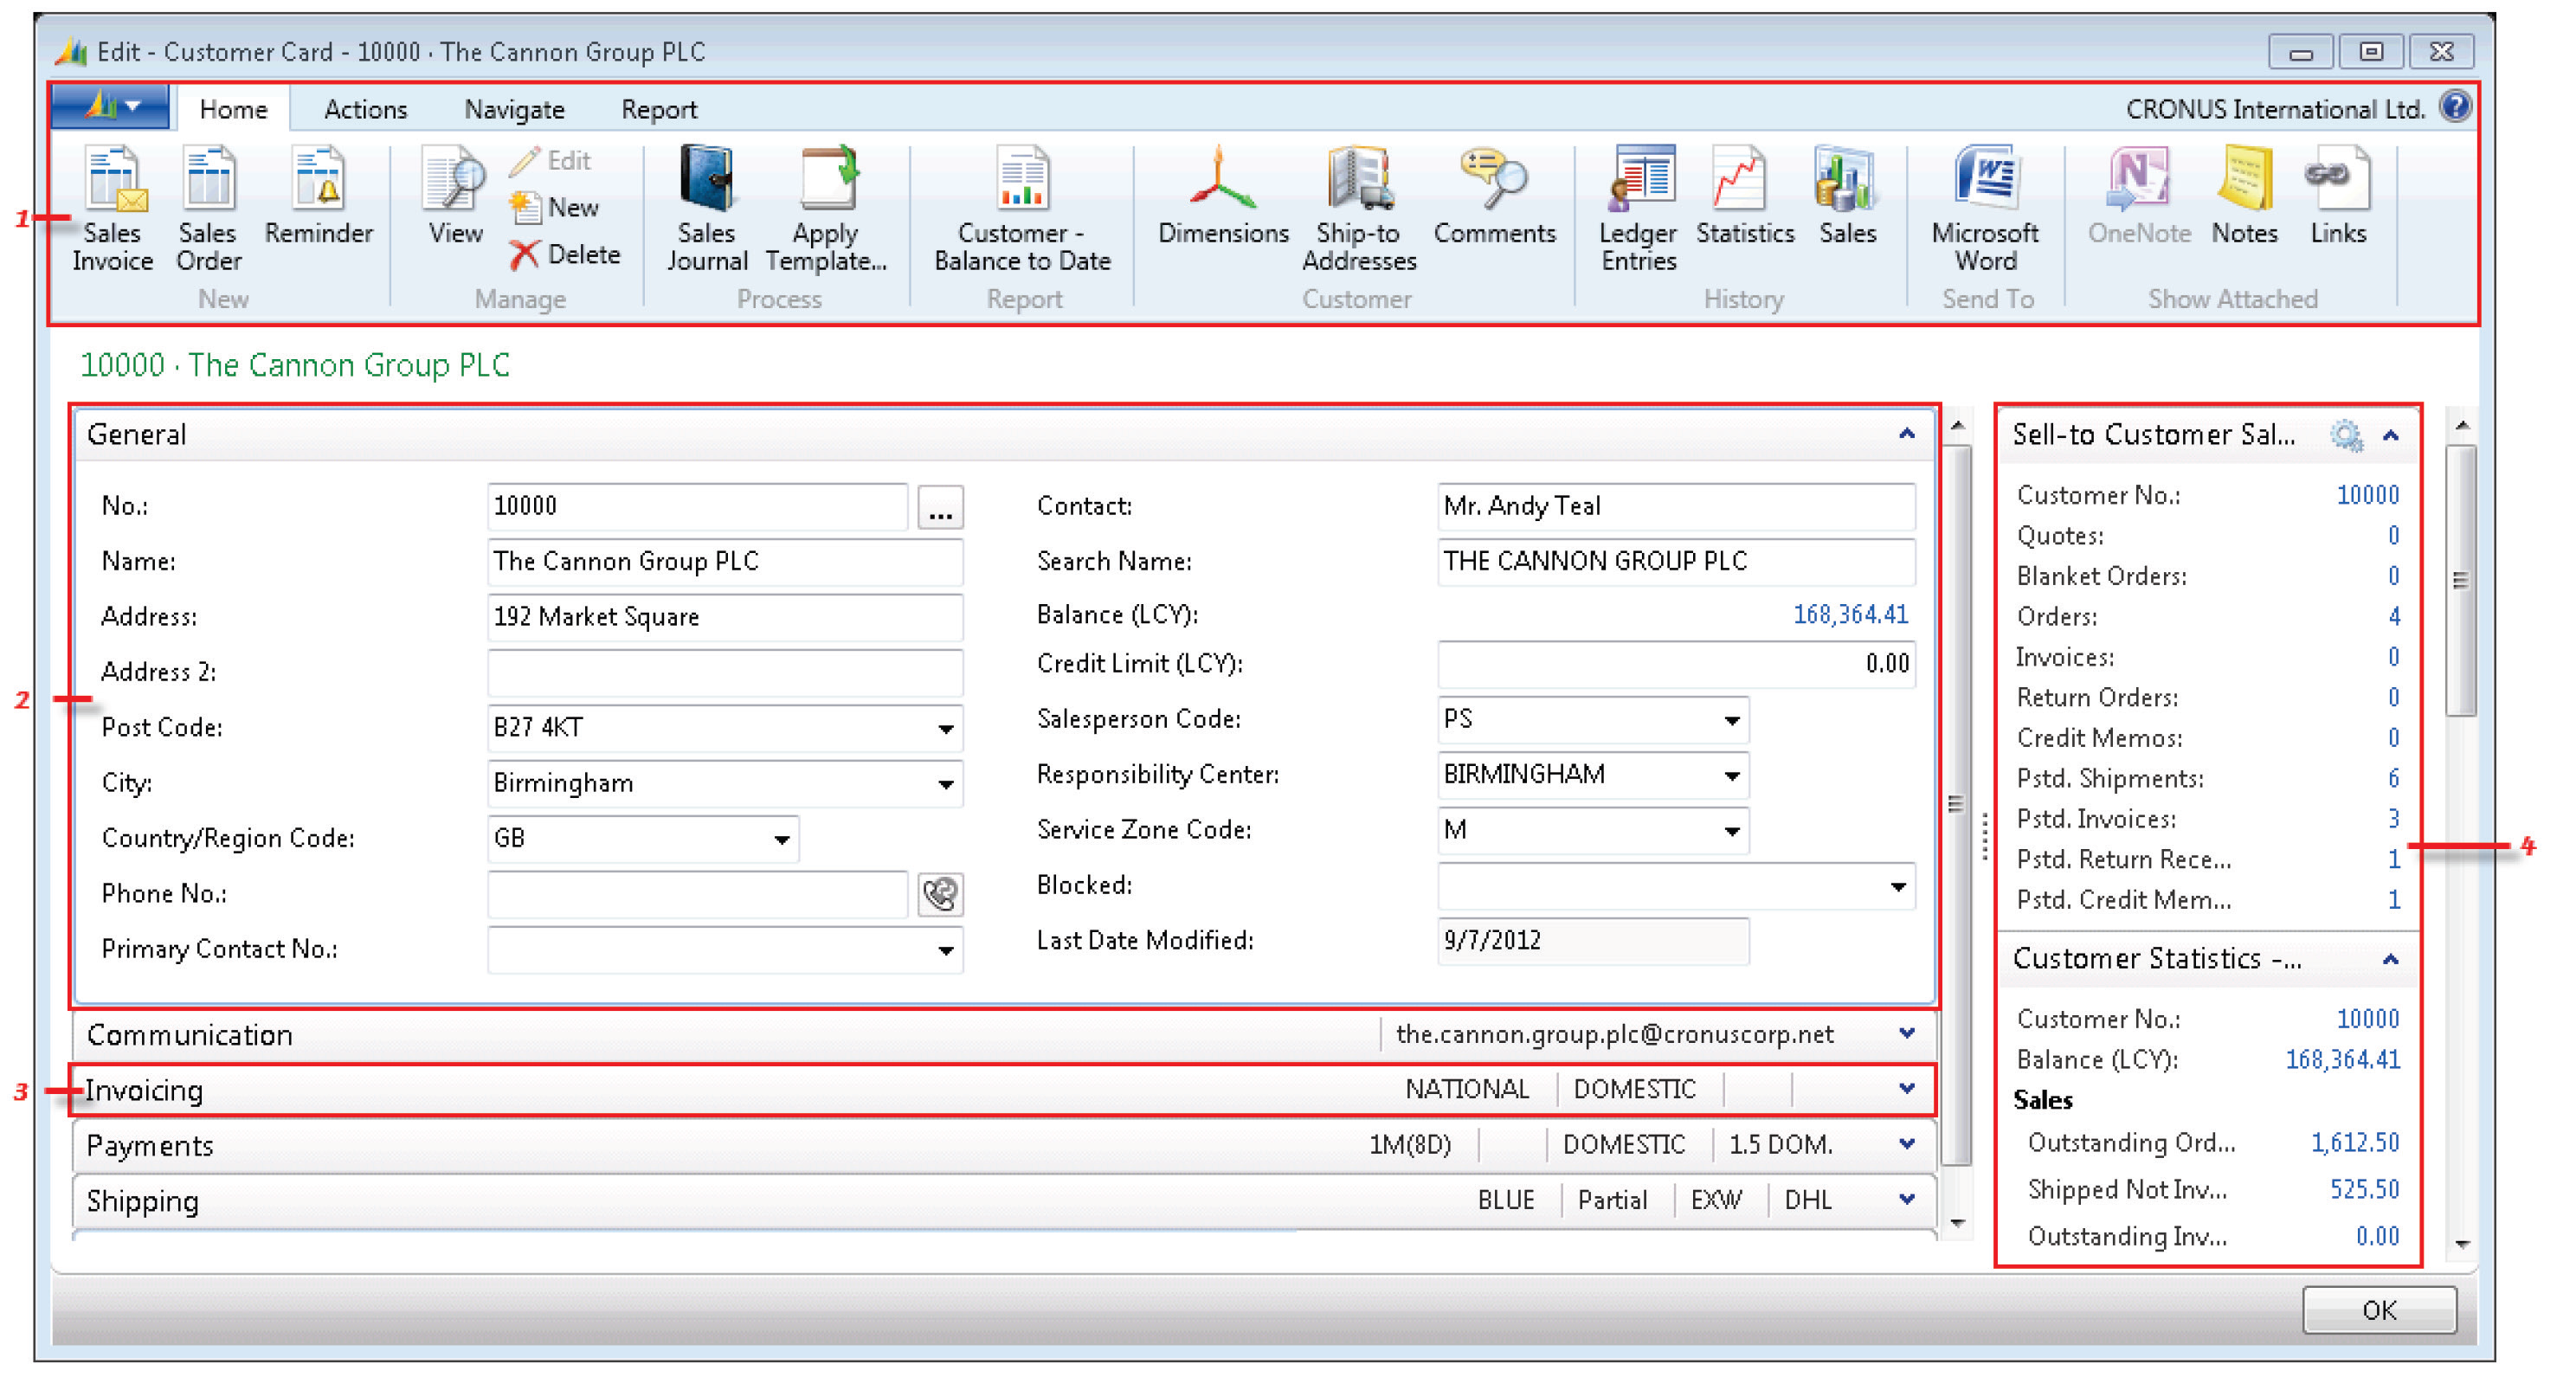 Edit - Customer Card - 10000 · The Cannon Group PLC
Home Actions Navigate Report CRONUS International Ltd.
Sales Invoice
Sales Order
Reminder
New
View
Edit
New
Delete
Manage
Sales Journal
Apply Template...
Process
Customer - Balance to Date
Report
Dimensions
Ship-to Addresses
Comments
Customer
Ledger Entries
Statistics
Sales
History
Microsoft Word
Send To
OneNote
Notes
Links
Show Attached
1
10000 · The Cannon Group PLC
General
No.: 10000 ...
Name: The Cannon Group PLC
Address: 192 Market Square
Address 2:
Post Code: B27 4KT
City: Birmingham
Country/Region Code: GB
Phone No.:
Primary Contact No.:
Contact: Mr. Andy Teal
Search Name: THE CANNON GROUP PLC
Balance (LCY): 168,364.41
Credit Limit (LCY): 0.00
Salesperson Code: PS
Responsibility Center: BIRMINGHAM
Service Zone Code: M
Blocked:
Last Date Modified: 9/7/2012
2
Communication the.cannon.group.plc@cronuscorp.net
3
Invoicing NATIONAL DOMESTIC
Payments 1M(8D) DOMESTIC 1.5 DOM.
Shipping BLUE Partial EXW DHL
Sell-to Customer Sal...
Customer No.: 10000
Quotes: 0
Blanket Orders: 0
Orders: 4
Invoices: 0
Return Orders: 0
Credit Memos: 0
Pstd. Shipments: 6
Pstd. Invoices: 3
Pstd. Return Rece... 1
Pstd. Credit Mem... 1
4
Customer Statistics -...
Customer No.: 10000
Balance (LCY): 168,364.41
Sales
Outstanding Ord... 1,612.50
Shipped Not Inv... 525.50
Outstanding Inv... 0.00
OK